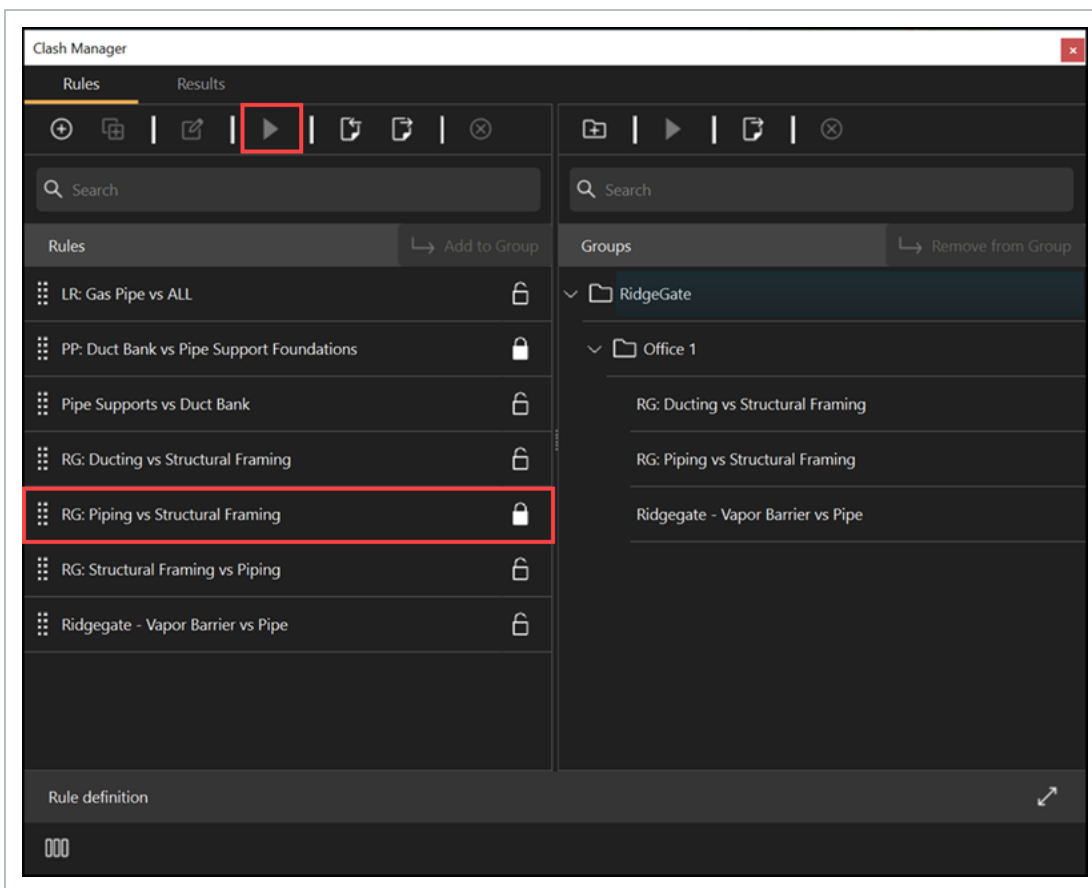 Clash Manager
Rules Results
Search
Search
Rules Add to Group
Groups Remove from Group
LR: Gas Pipe vs ALL
PP: Duct Bank vs Pipe Support Foundations
Pipe Supports vs Duct Bank
RG: Ducting vs Structural Framing
RG: Piping vs Structural Framing
RG: Structural Framing vs Piping
Ridgegate - Vapor Barrier vs Pipe
RidgeGate
Office 1
RG: Ducting vs Structural Framing
RG: Piping vs Structural Framing
Ridgegate - Vapor Barrier vs Pipe
Rule definition